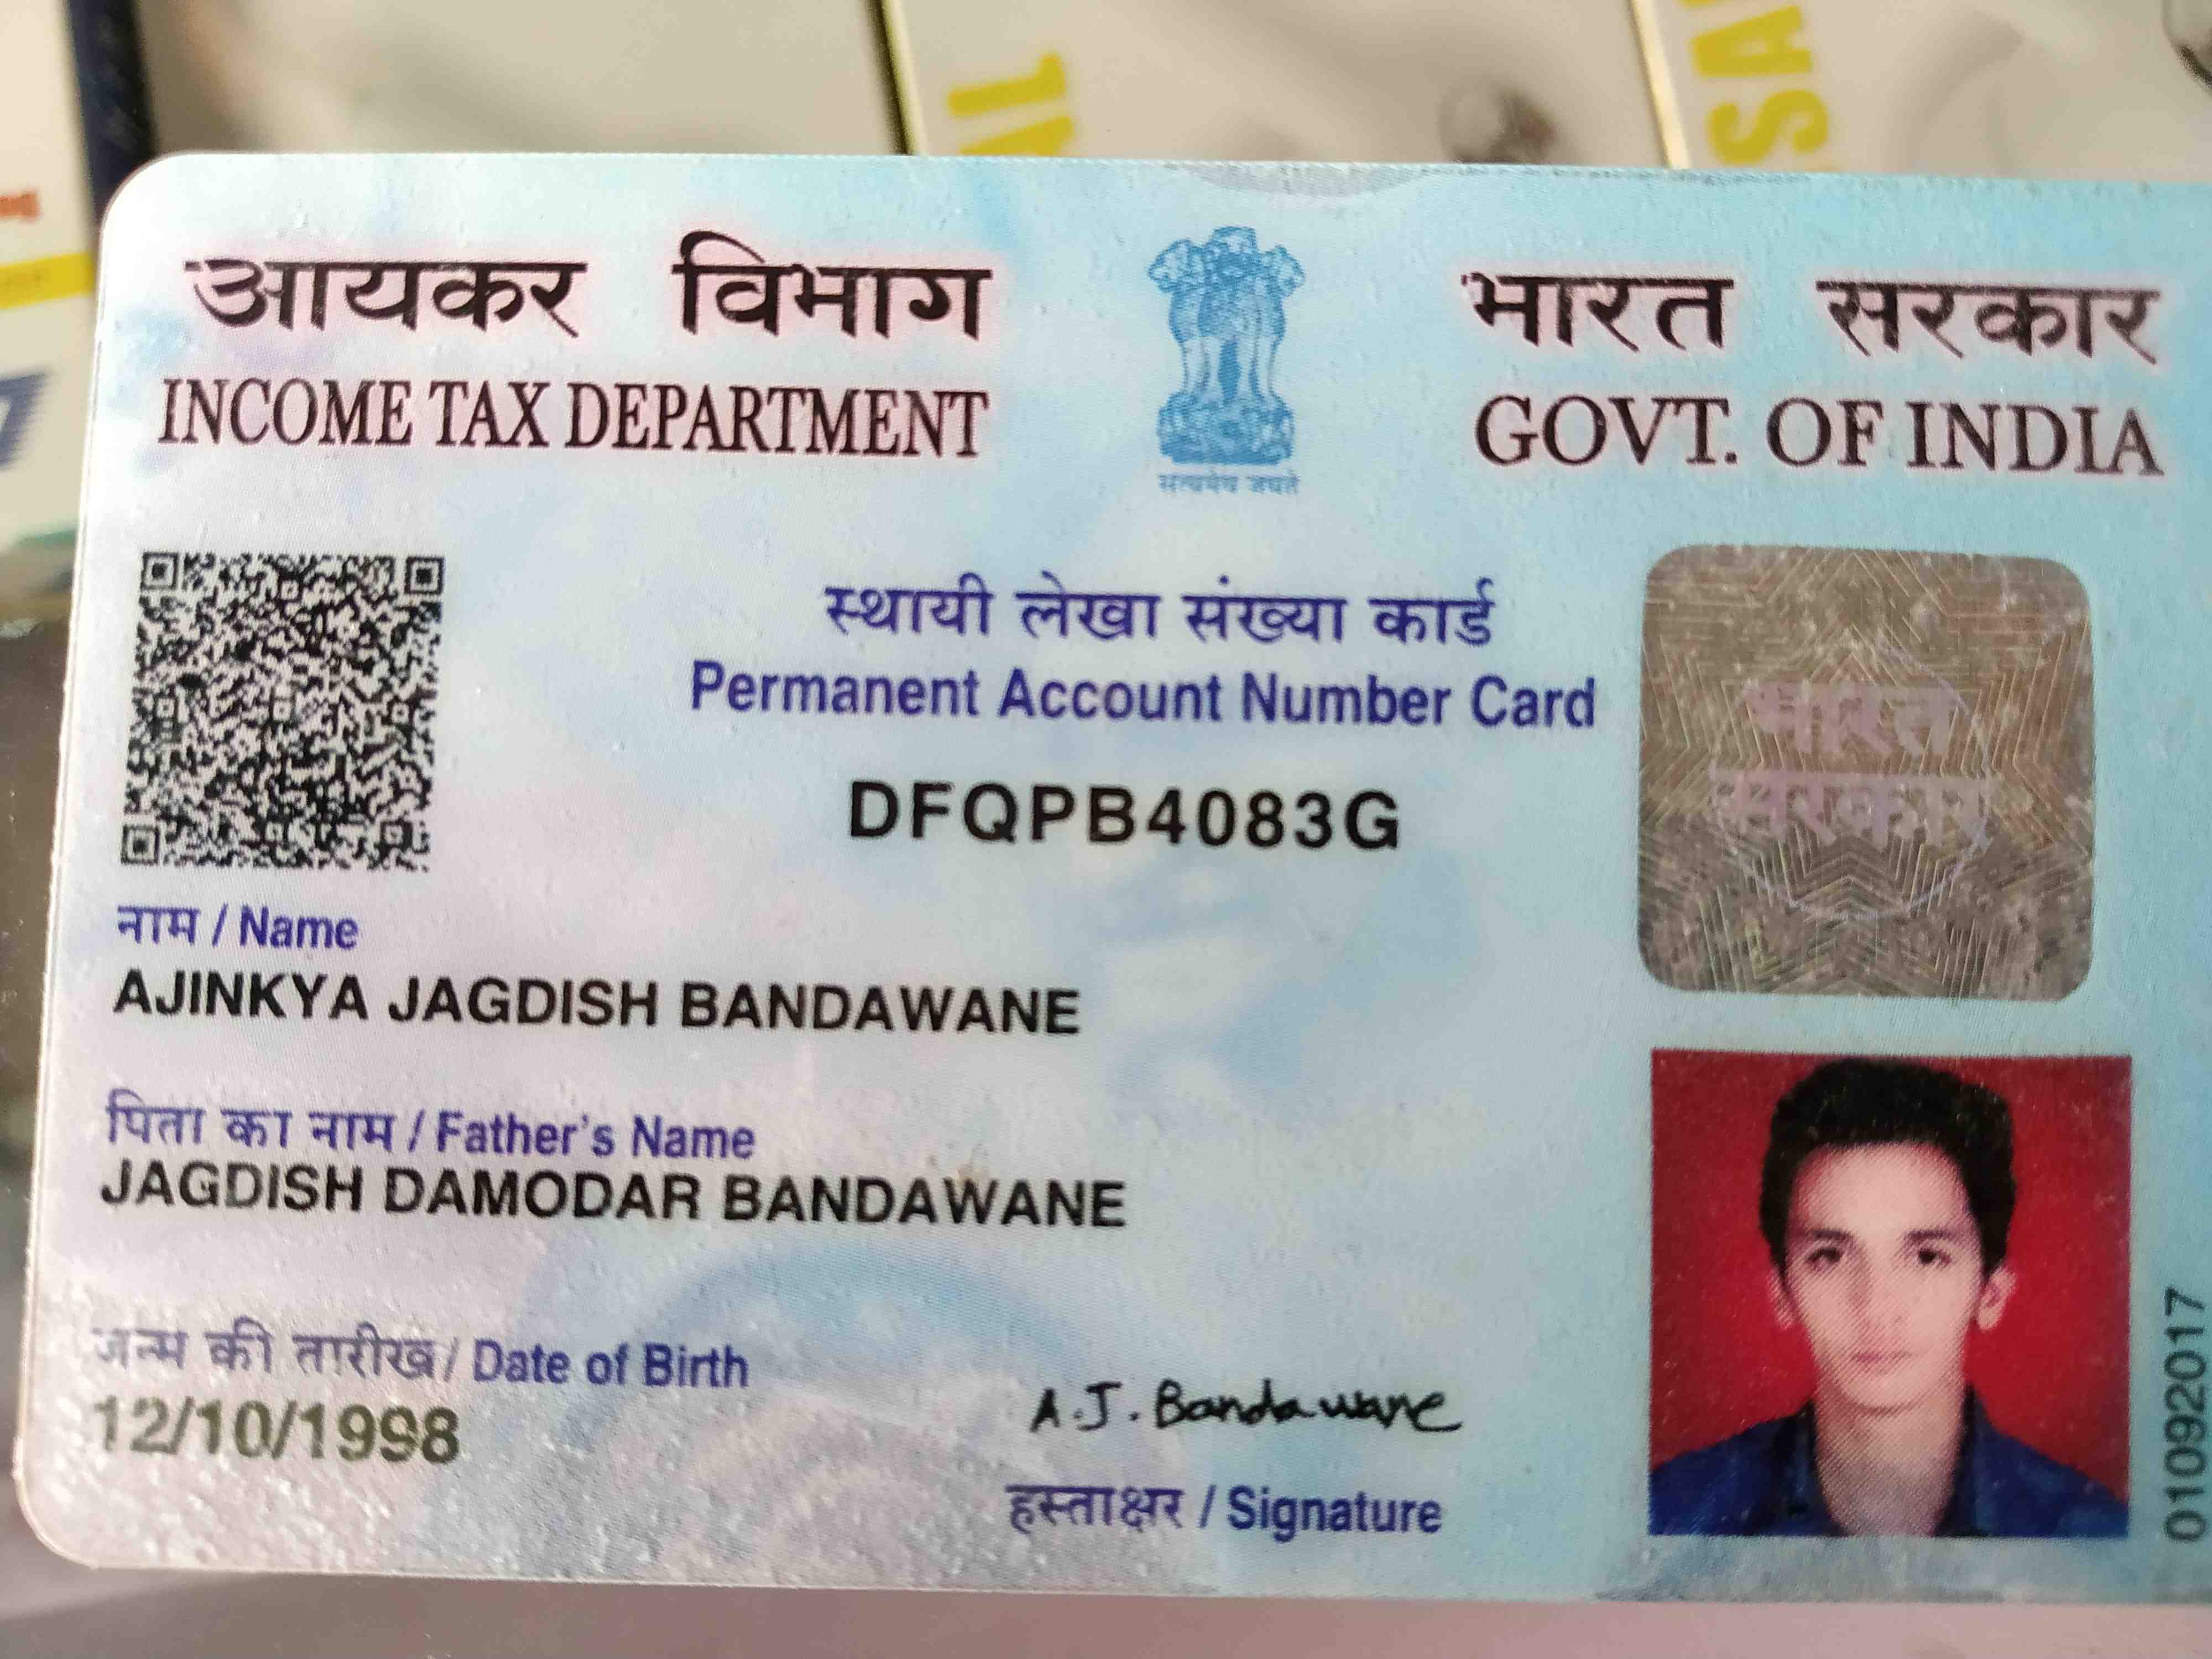 आयकर विभाग
INCOME TAX DEPARTMENT
सत्यमेव जयते
भारत सरकार
GOVT. OF INDIA
स्थायी लेखा संख्या कार्ड
Permanent Account Number Card
DFQPB4083G
भारत
सरकार
नाम / Name
AJINKYA JAGDISH BANDAWANE
पिता का नाम / Father's Name
JAGDISH DAMODAR BANDAWANE
जन्म की तारीख / Date of Birth
12/10/1998
A.J. Bandawane
हस्ताक्षर / Signature
01092017